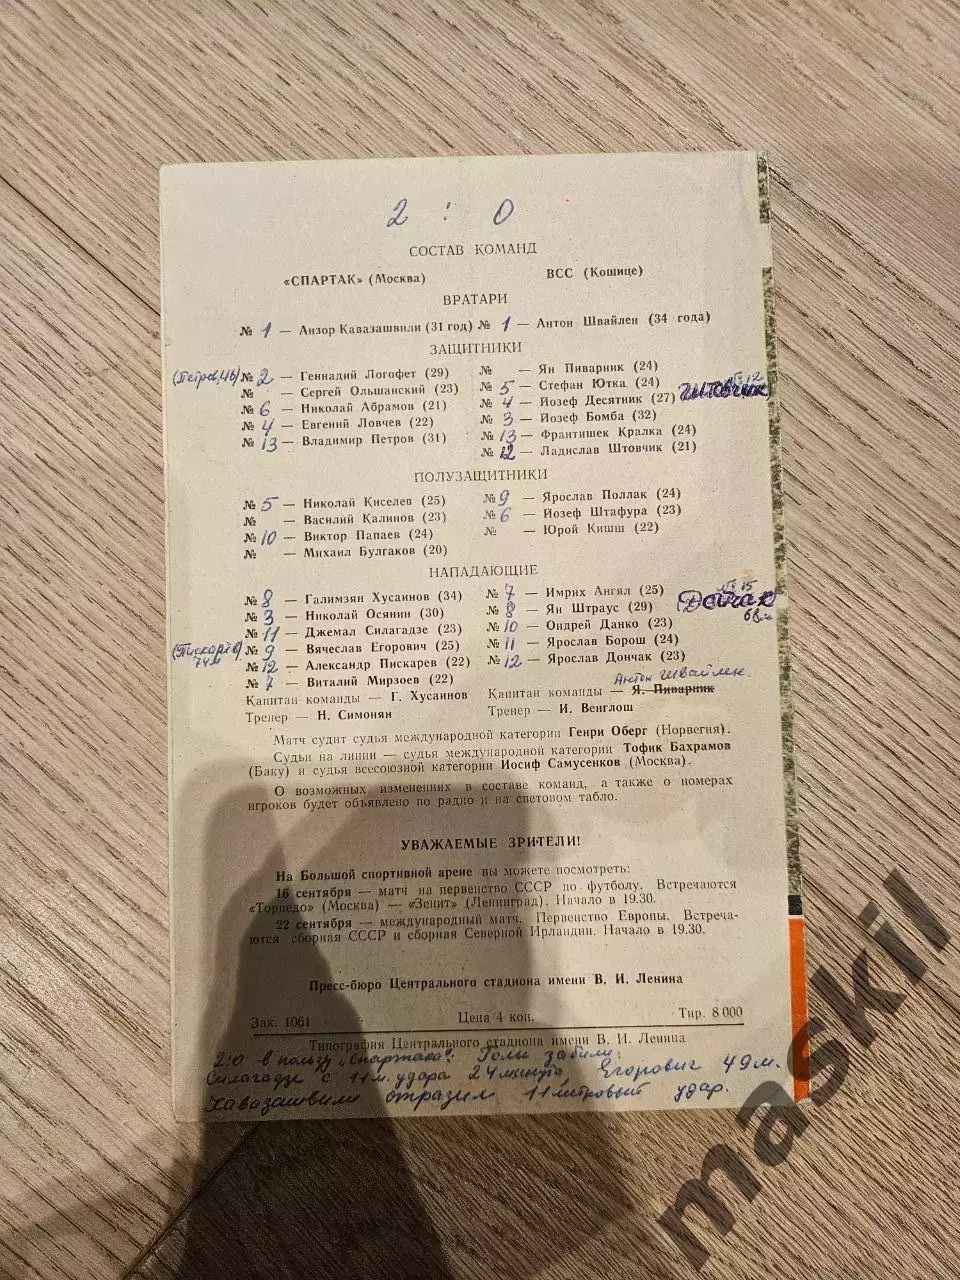 2 : 0
СОСТАВ КОМАНД
«СПАРТАК» (Москва) ВСС (Кошице)
ВРАТАРИ
№ 1 — Анзор Кавазашвили (31 год) № 1 — Антон Швайлен (34 года)
ЗАЩИТНИКИ
(Петров, 46) № 2 — Геннадий Логофет (29) № — Ян Пиварник (24)
№ — Сергей Ольшанский (23) № 5 — Стефан Ютка (24) № 12
№ 6 — Николай Абрамов (21) № 4 — Йозеф Десятник (27) Штовчик
№ 4 — Евгений Ловчев (22) № 3 — Йозеф Бомба (32)
№ 13 — Владимир Петров (31) № 13 — Франтишек Кралка (24)
№ 12 — Ладислав Штовчик (21)
ПОЛУЗАЩИТНИКИ
№ 5 — Николай Киселев (25) № 9 — Ярослав Поллак (24)
№ — Василий Калинов (23) № 6 — Йозеф Штафура (23)
№ 10 — Виктор Папаев (24) № — Юрой Кишш (22)
№ — Михаил Булгаков (20)
НАПАДАЮЩИЕ
№ 8 — Галимзян Хусаинов (34) № 7 — Имрих Ангял (25) № 15
№ 3 — Николай Осянин (30) № 8 — Ян Штраус (29) Дойчак
№ 11 — Джемал Силагадзе (23) № 10 — Ондрей Данко (23) 68м
(Пискарёв 74м № 9 — Вячеслав Егорович (25) № 11 — Ярослав Борош (24)
№ 12 — Александр Пискарев (22) № 12 — Ярослав Дончак (23)
№ 7 — Виталий Мирзоев (22) Антон Швайлен.
Капитан команды — Г. Хусаинов Капитан команды — Я. Пиварник
Тренер — Н. Симонян Тренер — И. Венглош
Матч судит судья международной категории Генри Оберг (Норвегия).
Судьи на линии — судья международной категории Тофик Бахрамов
(Баку) и судья всесоюзной категории Иосиф Самусенков (Москва).
О возможных изменениях в составе команд, а также о номерах
игроков будет объявлено по радио и на световом табло.
УВАЖАЕМЫЕ ЗРИТЕЛИ!
На Большой спортивной арене вы можете посмотреть:
16 сентября — матч на первенство СССР по футболу. Встречаются
«Торпедо» (Москва) — «Зенит» (Ленинград). Начало в 19.30.
22 сентября — международный матч. Первенство Европы. Встреча-
ются сборная СССР и сборная Северной Ирландии. Начало в 19.30.
Пресс-бюро Центрального стадиона имени В. И. Ленина
Зак. 1061 Цена 4 коп. Тир. 8 000
Типография Центрального стадиона имени В. И. Ленина
2:0 в пользу „Спартака". Голы забили:
Силагадзе с 11 м. удара 24 минута, Егорович 49 м.
Кавазашвили отразил 11 митровый удар.
maskil